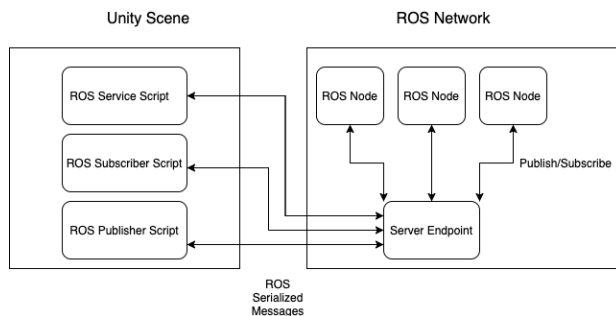 Unity Scene
ROS Network
ROS Service Script
ROS Subscriber Script
ROS Publisher Script
ROS Node
ROS Node
ROS Node
Publish/Subscribe
Server Endpoint
ROS
Serialized
Messages